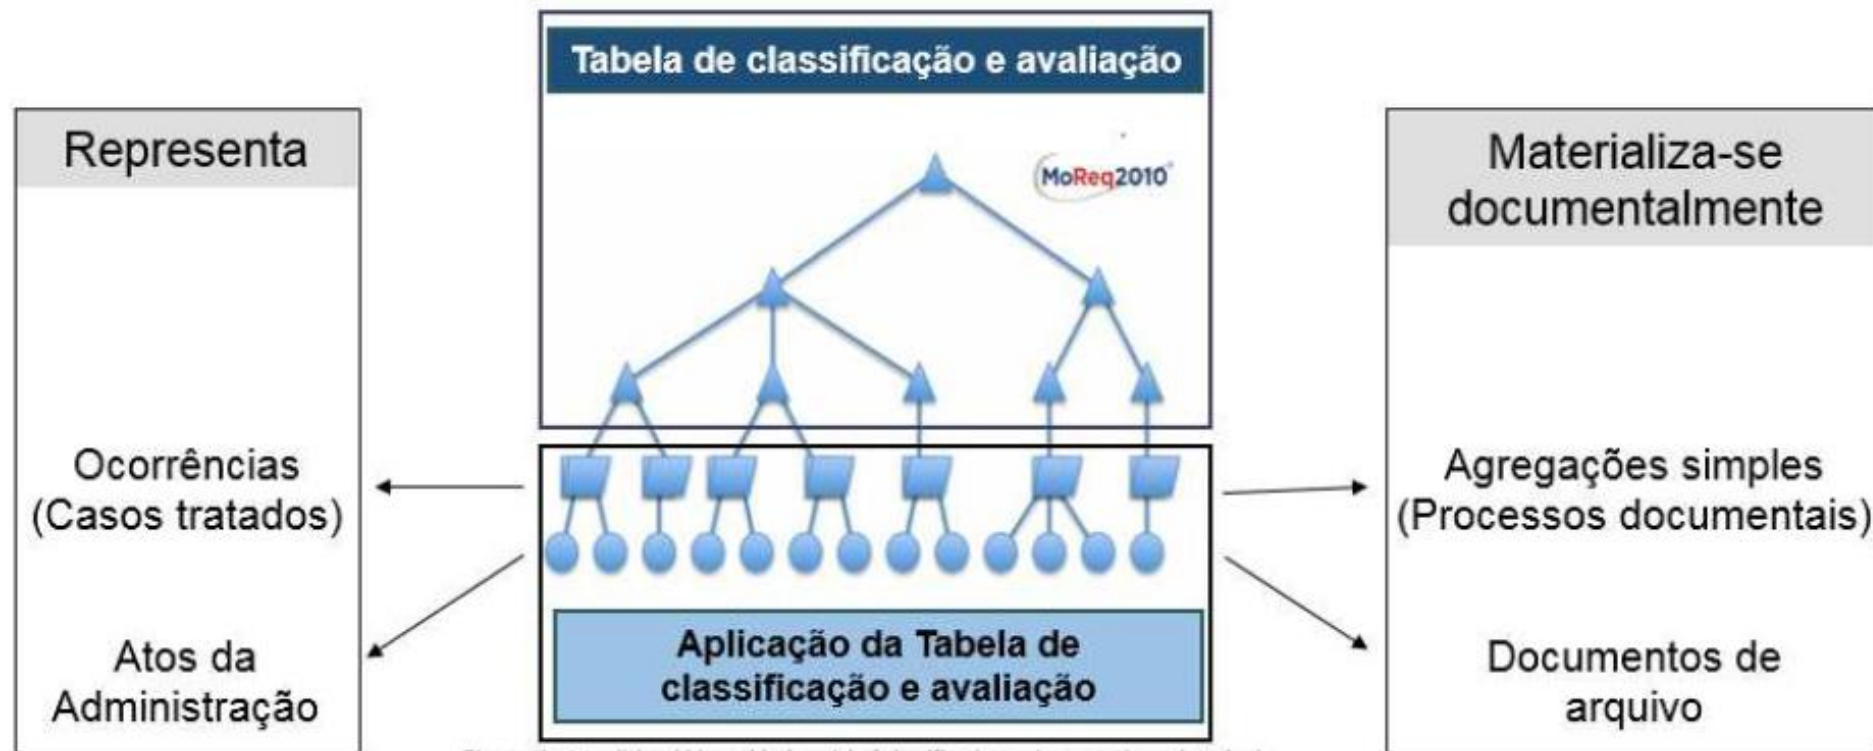 Tabela de classificação e avaliação
MoReq2010
Representa
Ocorrências
(Casos tratados)
Atos da
Administração
Materializa-se
documentalmente
Agregações simples
(Processos documentais)
Documentos de
arquivo
Aplicação da Tabela de
classificação e avaliação